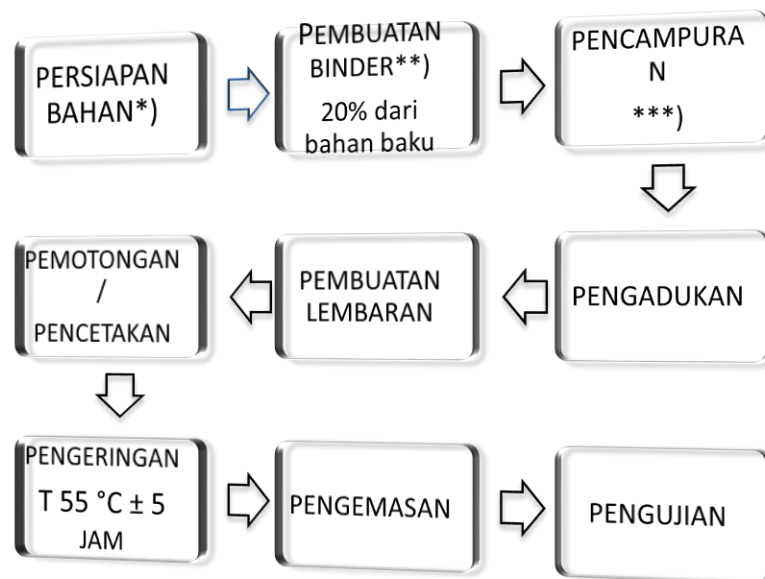 PERSIAPAN
BAHAN*)
PEMBUATAN
BINDER**)
20% dari
bahan baku
PENCAMPURA
N
***)
PENGADUKAN
PEMBUATAN
LEMBARAN
PEMOTONGAN
/
PENCETAKAN
PENGERINGAN
T 55 °C ± 5
JAM
PENGEMASAN
PENGUJIAN